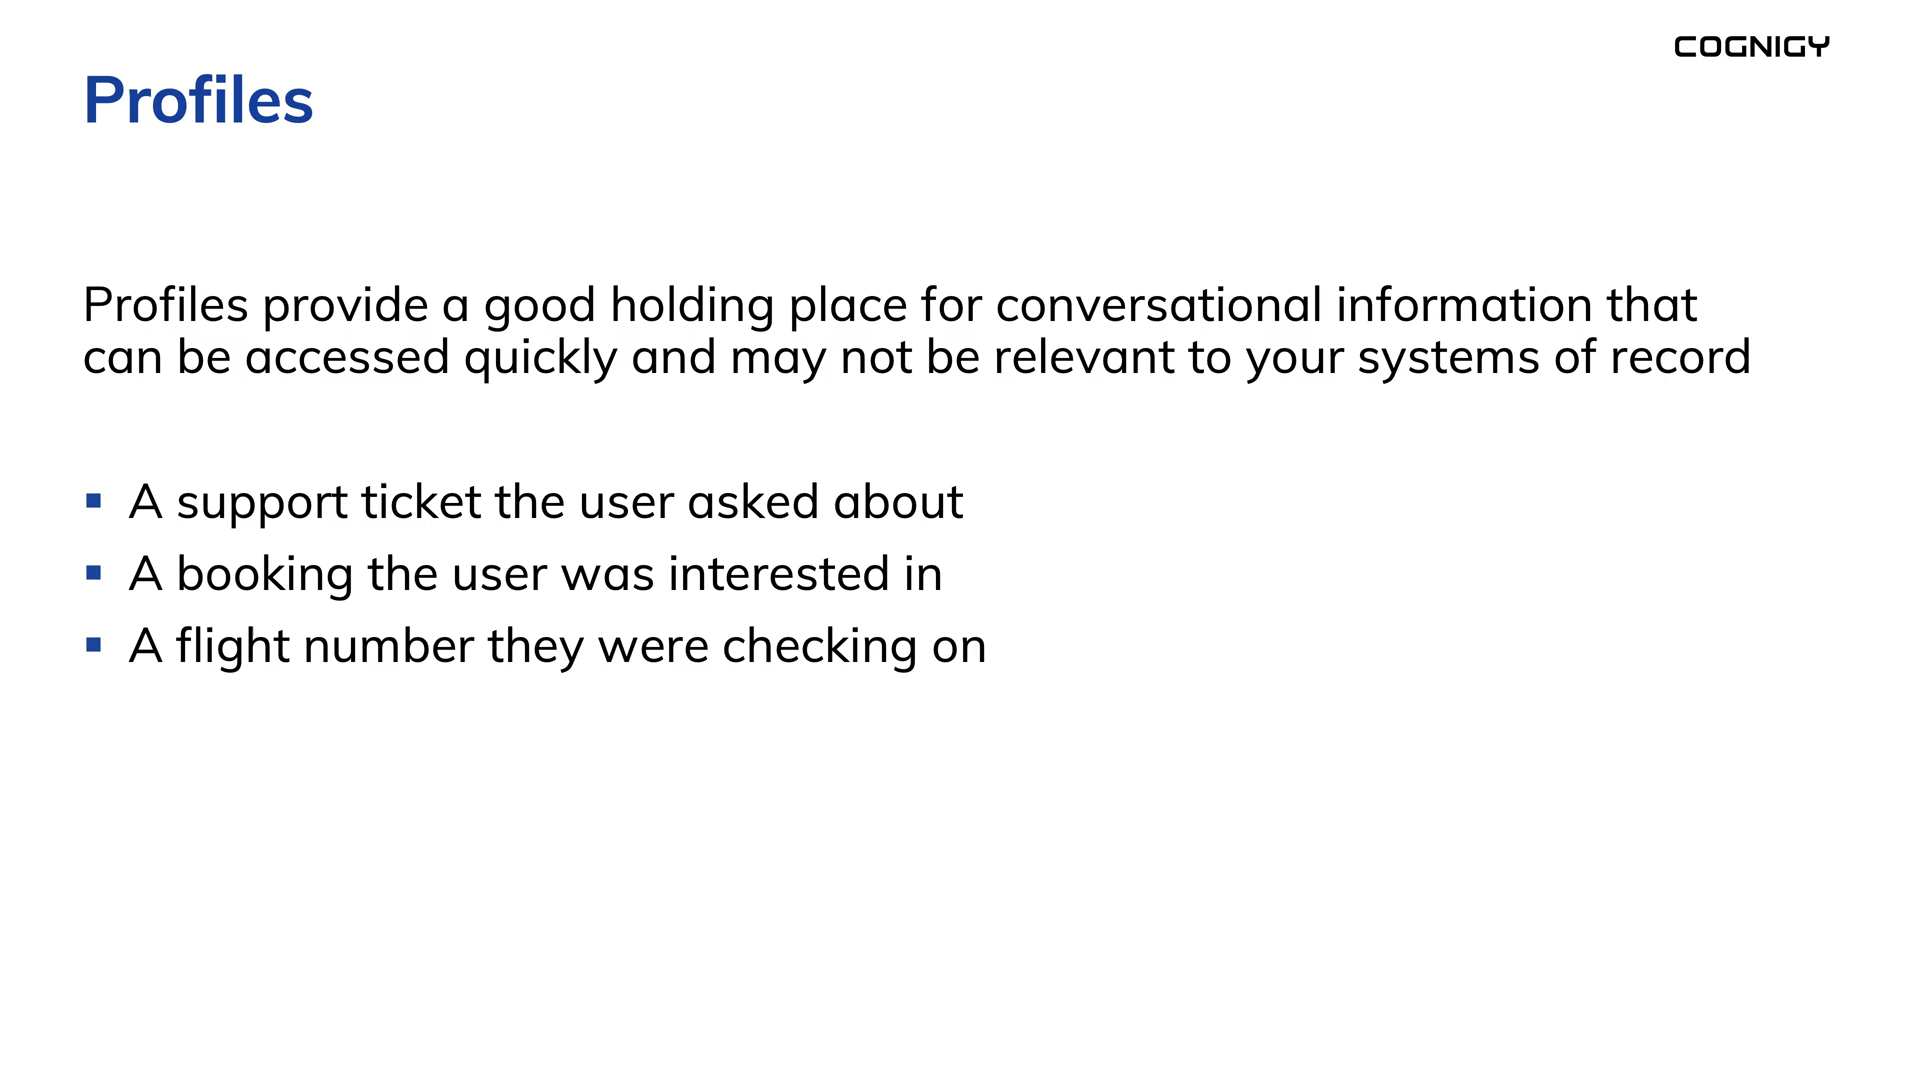 COGNIGY
Profiles
Profiles provide a good holding place for conversational information that
can be accessed quickly and may not be relevant to your systems of record
▪ A support ticket the user asked about
▪ A booking the user was interested in
▪ A flight number they were checking on